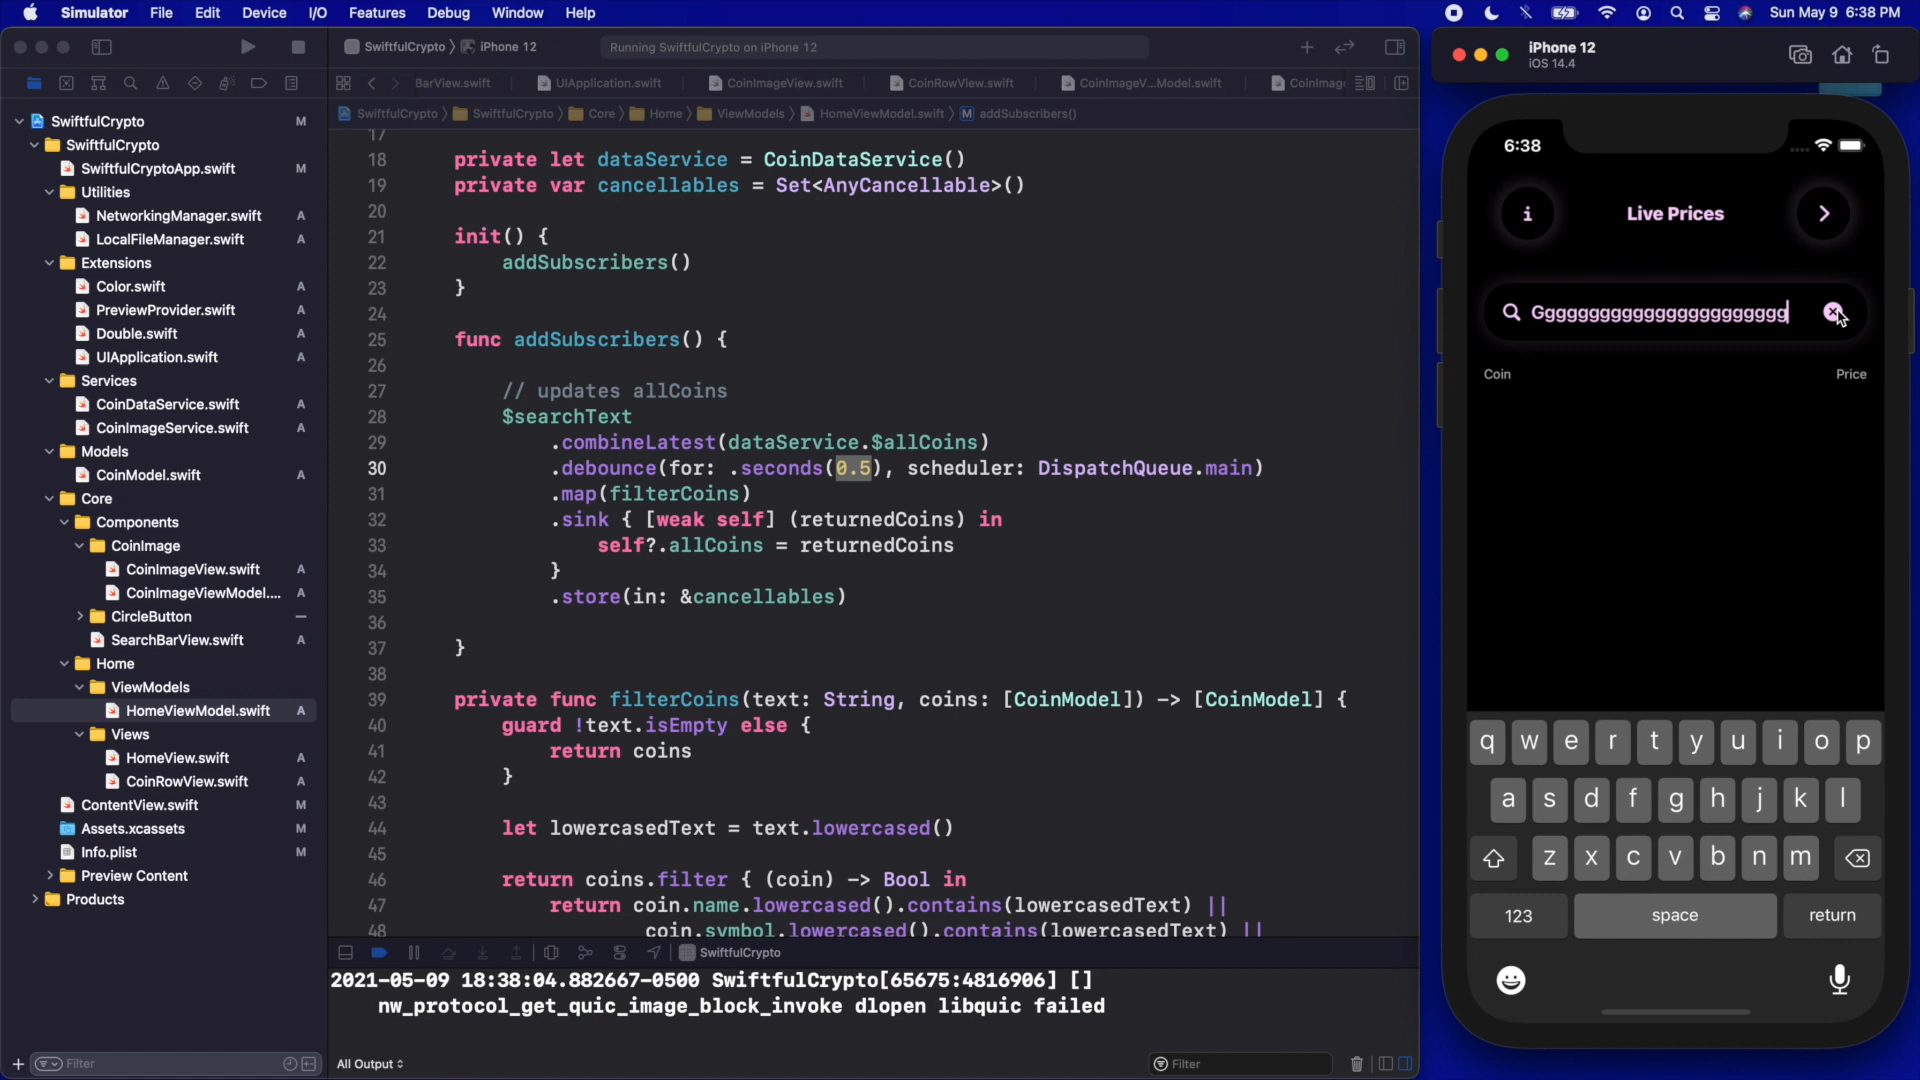 Simulator File Edit Device I/O Features Debug Window Help Sun May 9 6:38 PM
SwiftfulCrypto iPhone 12 Running SwiftfulCrypto on iPhone 12
BarView.swift UIApplication.swift CoinImageView.swift CoinRowView.swift CoinImageV...Model.swift CoinImag
SwiftfulCrypto SwiftfulCrypto Core Home ViewModels HomeViewModel.swift M addSubscribers()
SwiftfulCrypto M
SwiftfulCrypto
SwiftfulCryptoApp.swift M
Utilities
NetworkingManager.swift A
LocalFileManager.swift A
Extensions
Color.swift A
PreviewProvider.swift A
Double.swift A
UIApplication.swift A
Services
CoinDataService.swift A
CoinImageService.swift A
Models
CoinModel.swift A
Core
Components
CoinImage
CoinImageView.swift A
CoinImageViewModel.... A
CircleButton
SearchBarView.swift A
Home
ViewModels
HomeViewModel.swift A
Views
HomeView.swift A
CoinRowView.swift A
ContentView.swift M
Assets.xcassets M
Info.plist M
Preview Content
Products
Filter
17
18 private let dataService = CoinDataService()
19 private var cancellables = Set<AnyCancellable>()
20
21 init() {
22 addSubscribers()
23 }
24
25 func addSubscribers() {
26
27 // updates allCoins
28 $searchText
29 .combineLatest(dataService.$allCoins)
30 .debounce(for: .seconds(0.5), scheduler: DispatchQueue.main)
31 .map(filterCoins)
32 .sink { [weak self] (returnedCoins) in
33 self?.allCoins = returnedCoins
34 }
35 .store(in: &cancellables)
36
37 }
38
39 private func filterCoins(text: String, coins: [CoinModel]) -> [CoinModel] {
40 guard !text.isEmpty else {
41 return coins
42 }
43
44 let lowercasedText = text.lowercased()
45
46 return coins.filter { (coin) -> Bool in
47 return coin.name.lowercased().contains(lowercasedText) ||
48 coin.symbol.lowercased().contains(lowercasedText) ||
SwiftfulCrypto
2021-05-09 18:38:04.882667-0500 SwiftfulCrypto[65675:4816906] []
nw_protocol_get_quic_image_block_invoke dlopen libquic failed
All Output Filter
iPhone 12
iOS 14.4
6:38
i Live Prices
Ggggggggggggggggggggggg
Coin Price
q w e r t y u i o p
a s d f g h j k l
z x c v b n m
123 space return